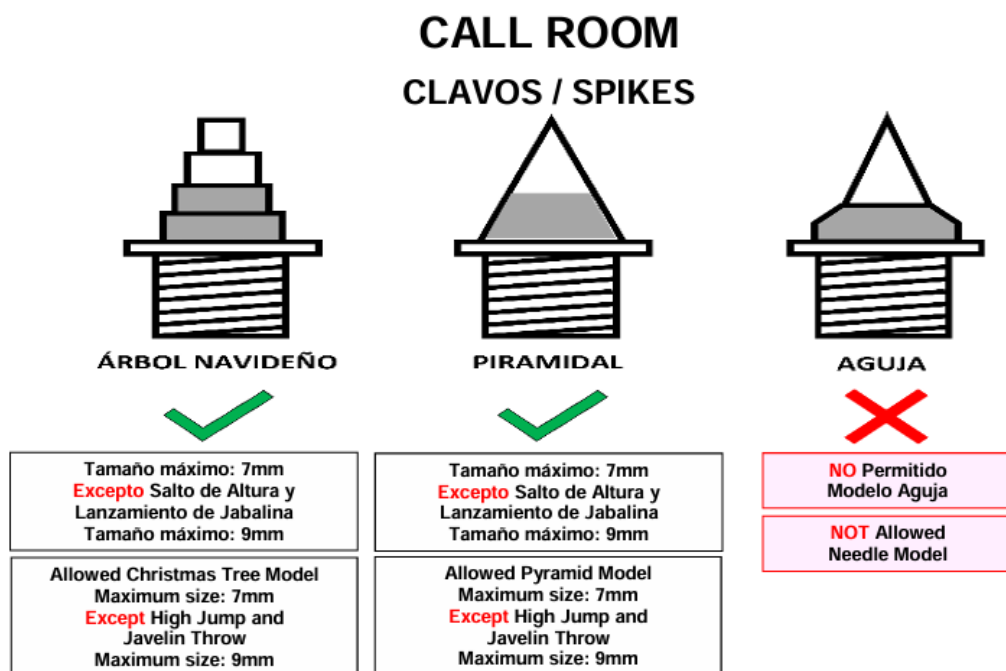 CALL ROOM
CLAVOS / SPIKES
ÁRBOL NAVIDEÑO
PIRAMIDAL
AGUJA
Tamaño máximo: 7mm
Excepto Salto de Altura y
Lanzamiento de Jabalina
Tamaño máximo: 9mm
Allowed Christmas Tree Model
Maximum size: 7mm
Except High Jump and
Javelin Throw
Maximum size: 9mm
Tamaño máximo: 7mm
Excepto Salto de Altura y
Lanzamiento de Jabalina
Tamaño máximo: 9mm
Allowed Pyramid Model
Maximum size: 7mm
Except High Jump and
Javelin Throw
Maximum size: 9mm
NO Permitido
Modelo Aguja
NOT Allowed
Needle Model